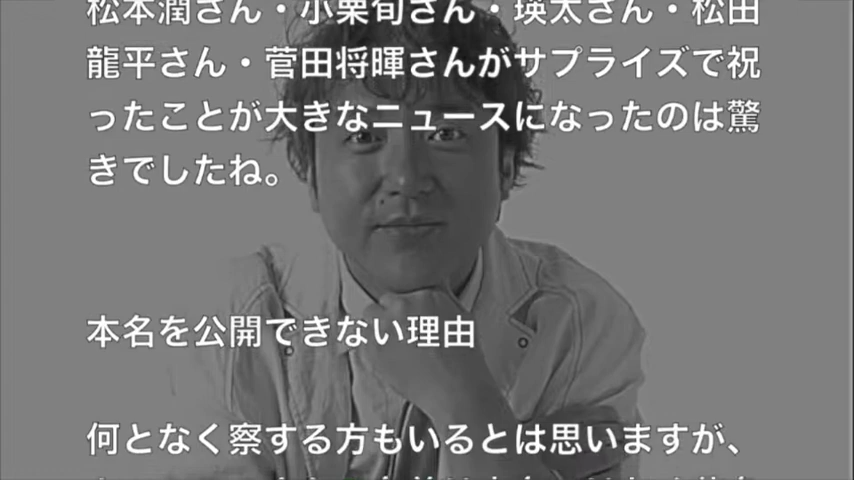 松本潤さん・小栗旬さん・瑛太さん・松田
龍平さん・菅田将暉さんがサプライズで祝
ったことが大きなニュースになったのは驚
きでしたね。
本名を公開できない理由
何となく察する方もいるとは思いますが、